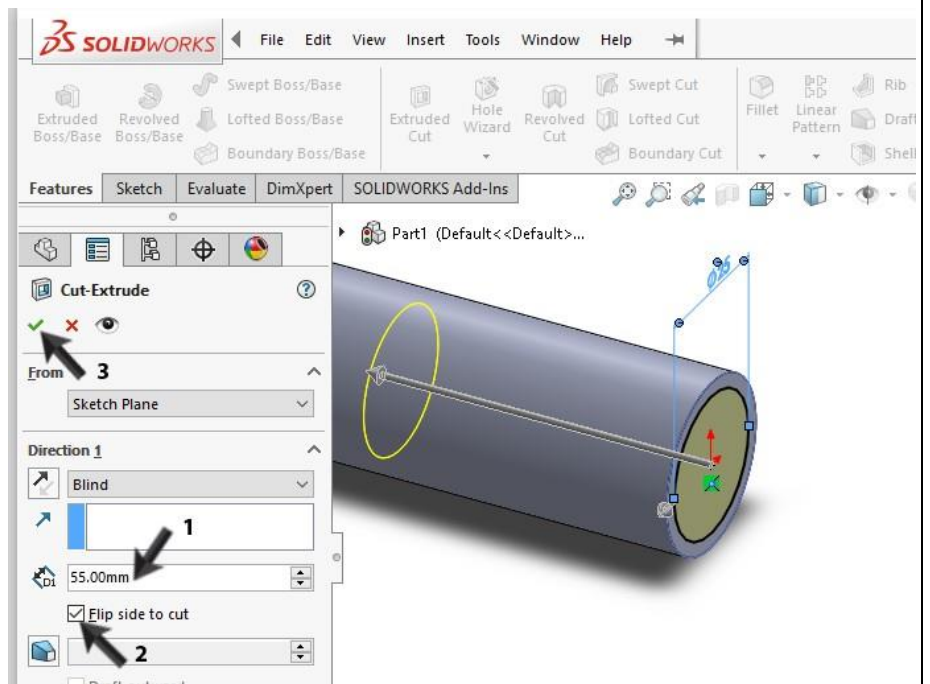 SOLIDWORKS File Edit View Insert Tools Window Help
Extruded Boss/Base
Revolved Boss/Base
Swept Boss/Base
Lofted Boss/Base
Boundary Boss/Base
Extruded Cut
Hole Wizard
Revolved Cut
Swept Cut
Lofted Cut
Boundary Cut
Fillet
Linear Pattern
Rib
Draft
Shell
Features Sketch Evaluate DimXpert SOLIDWORKS Add-Ins
Part1 (Default<<Default>...
Cut-Extrude
From
3
Sketch Plane
Direction 1
Blind
1
D1
55.00mm
Flip side to cut
2